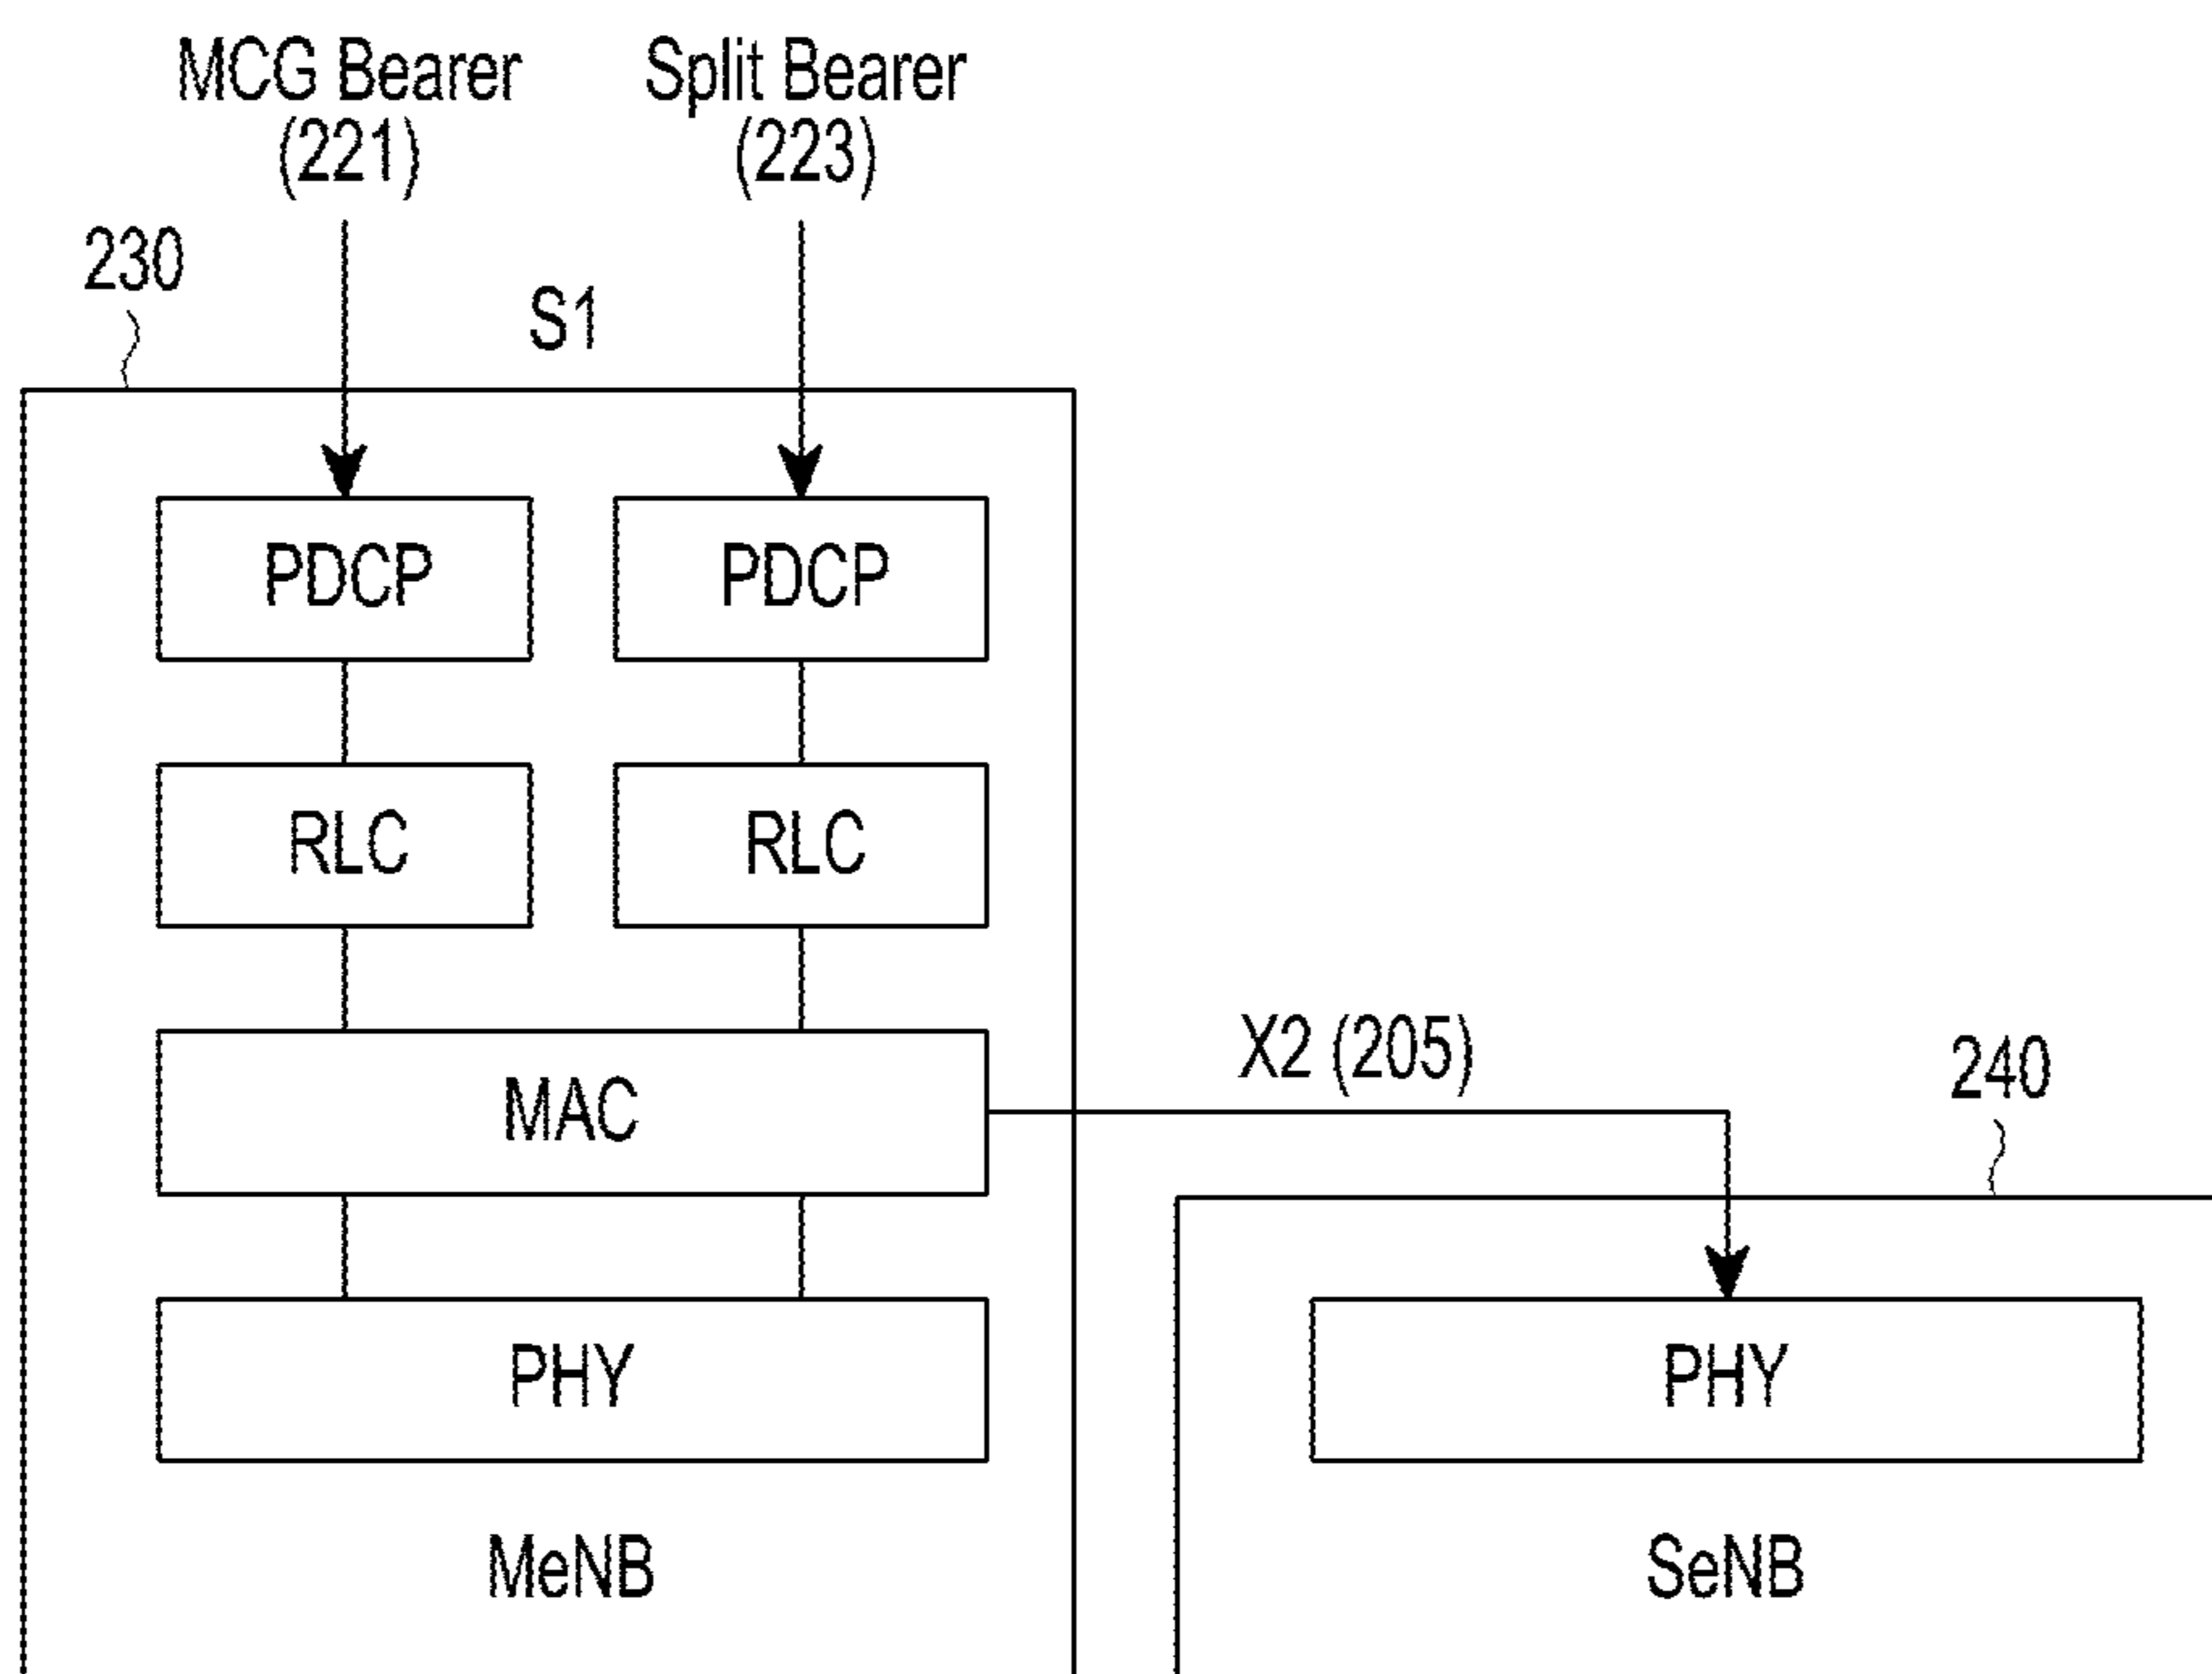 MCG Bearer
(221)
Split Bearer
(223)
230
S1
PDCP
PDCP
RLC
RLC
MAC
X2 (205)
240
PHY
PHY
MeNB
SeNB